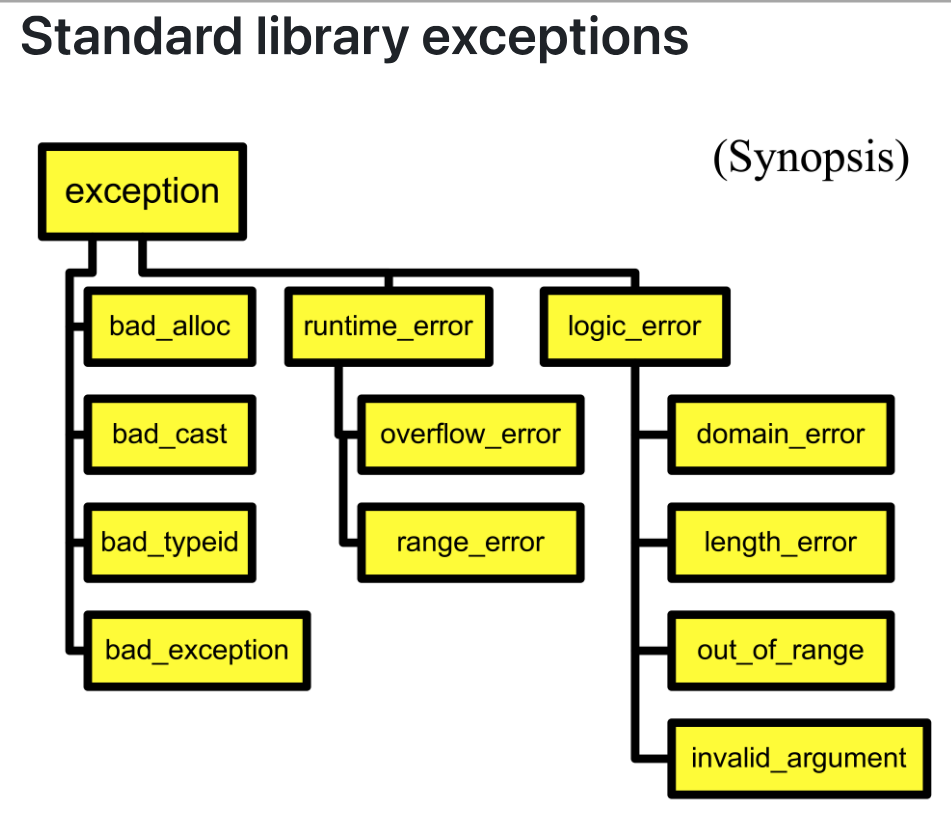 Standard library exceptions
(Synopsis)
exception
bad_alloc
runtime_error
logic_error
bad_cast
overflow_error
domain_error
bad_typeid
range_error
length_error
bad_exception
out_of_range
invalid_argument